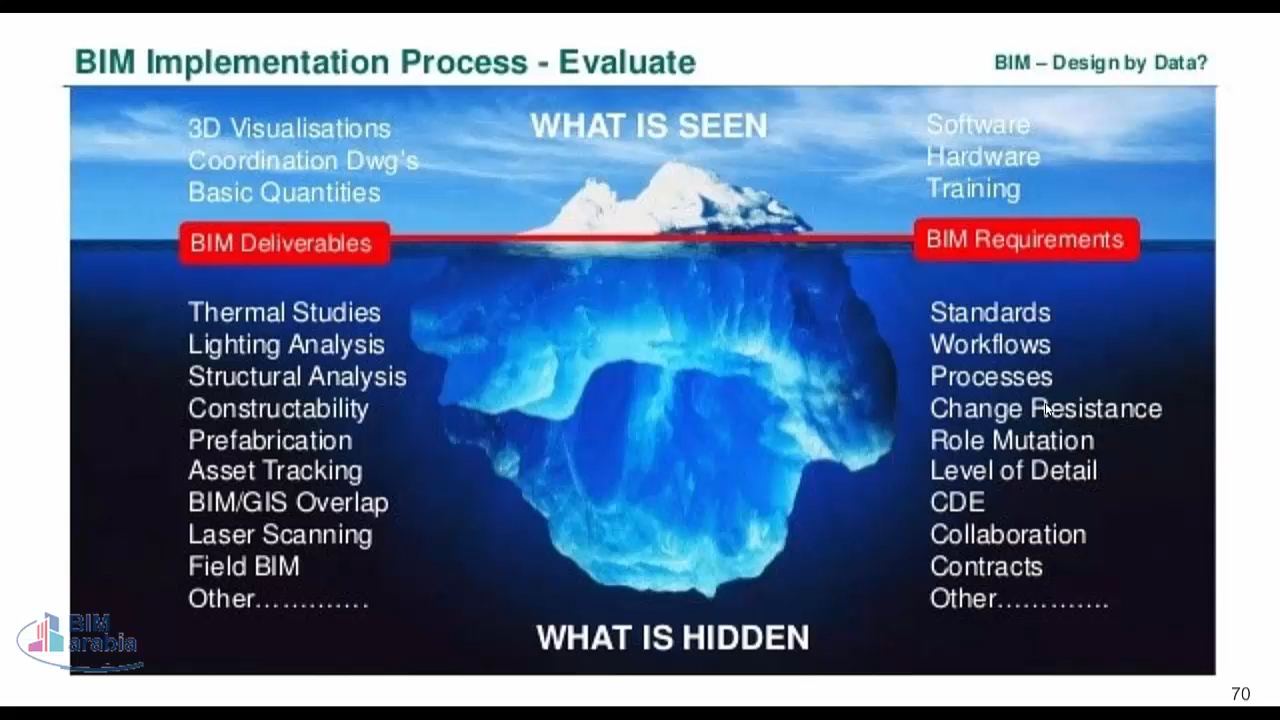 BIM Implementation Process - Evaluate
BIM – Design by Data?
WHAT IS SEEN
3D Visualisations
Coordination Dwg's
Basic Quantities
BIM Deliverables
Software
Hardware
Training
BIM Requirements
Thermal Studies
Lighting Analysis
Structural Analysis
Constructability
Prefabrication
Asset Tracking
BIM/GIS Overlap
Laser Scanning
Field BIM
Other.............
Standards
Workflows
Processes
Change Resistance
Role Mutation
Level of Detail
CDE
Collaboration
Contracts
Other.............
WHAT IS HIDDEN
BIM
arabia
70